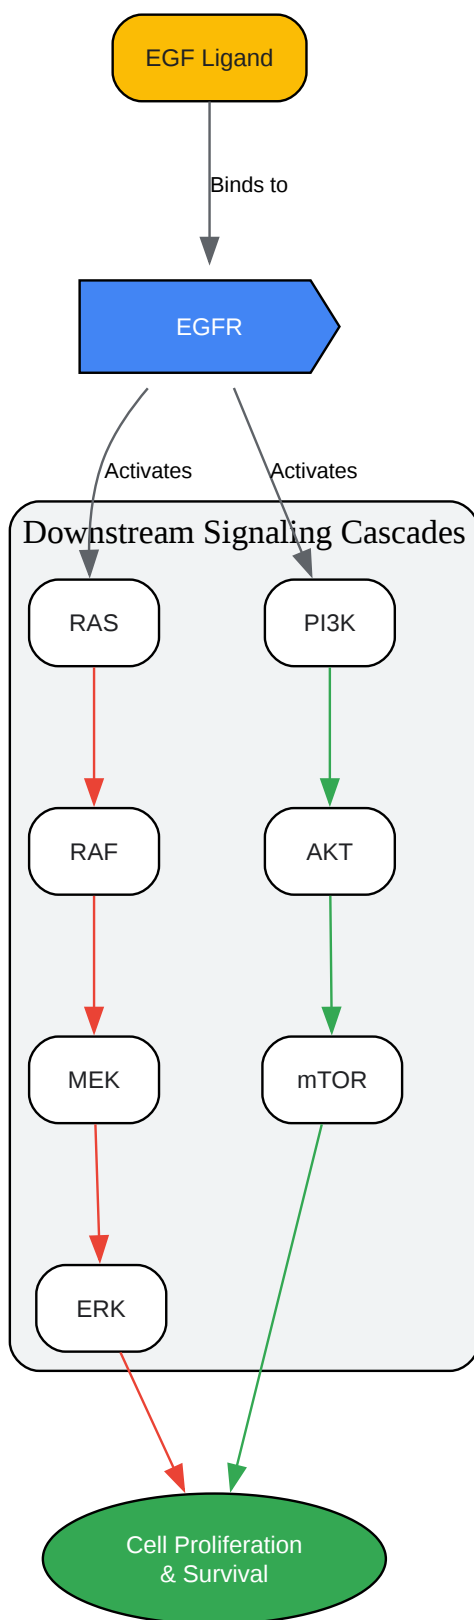 EGF Ligand
Binds to
EGFR
Activates
Activates
Downstream Signaling Cascades
RAS
PI3K
RAF
AKT
MEK
mTOR
ERK
Cell Proliferation
& Survival